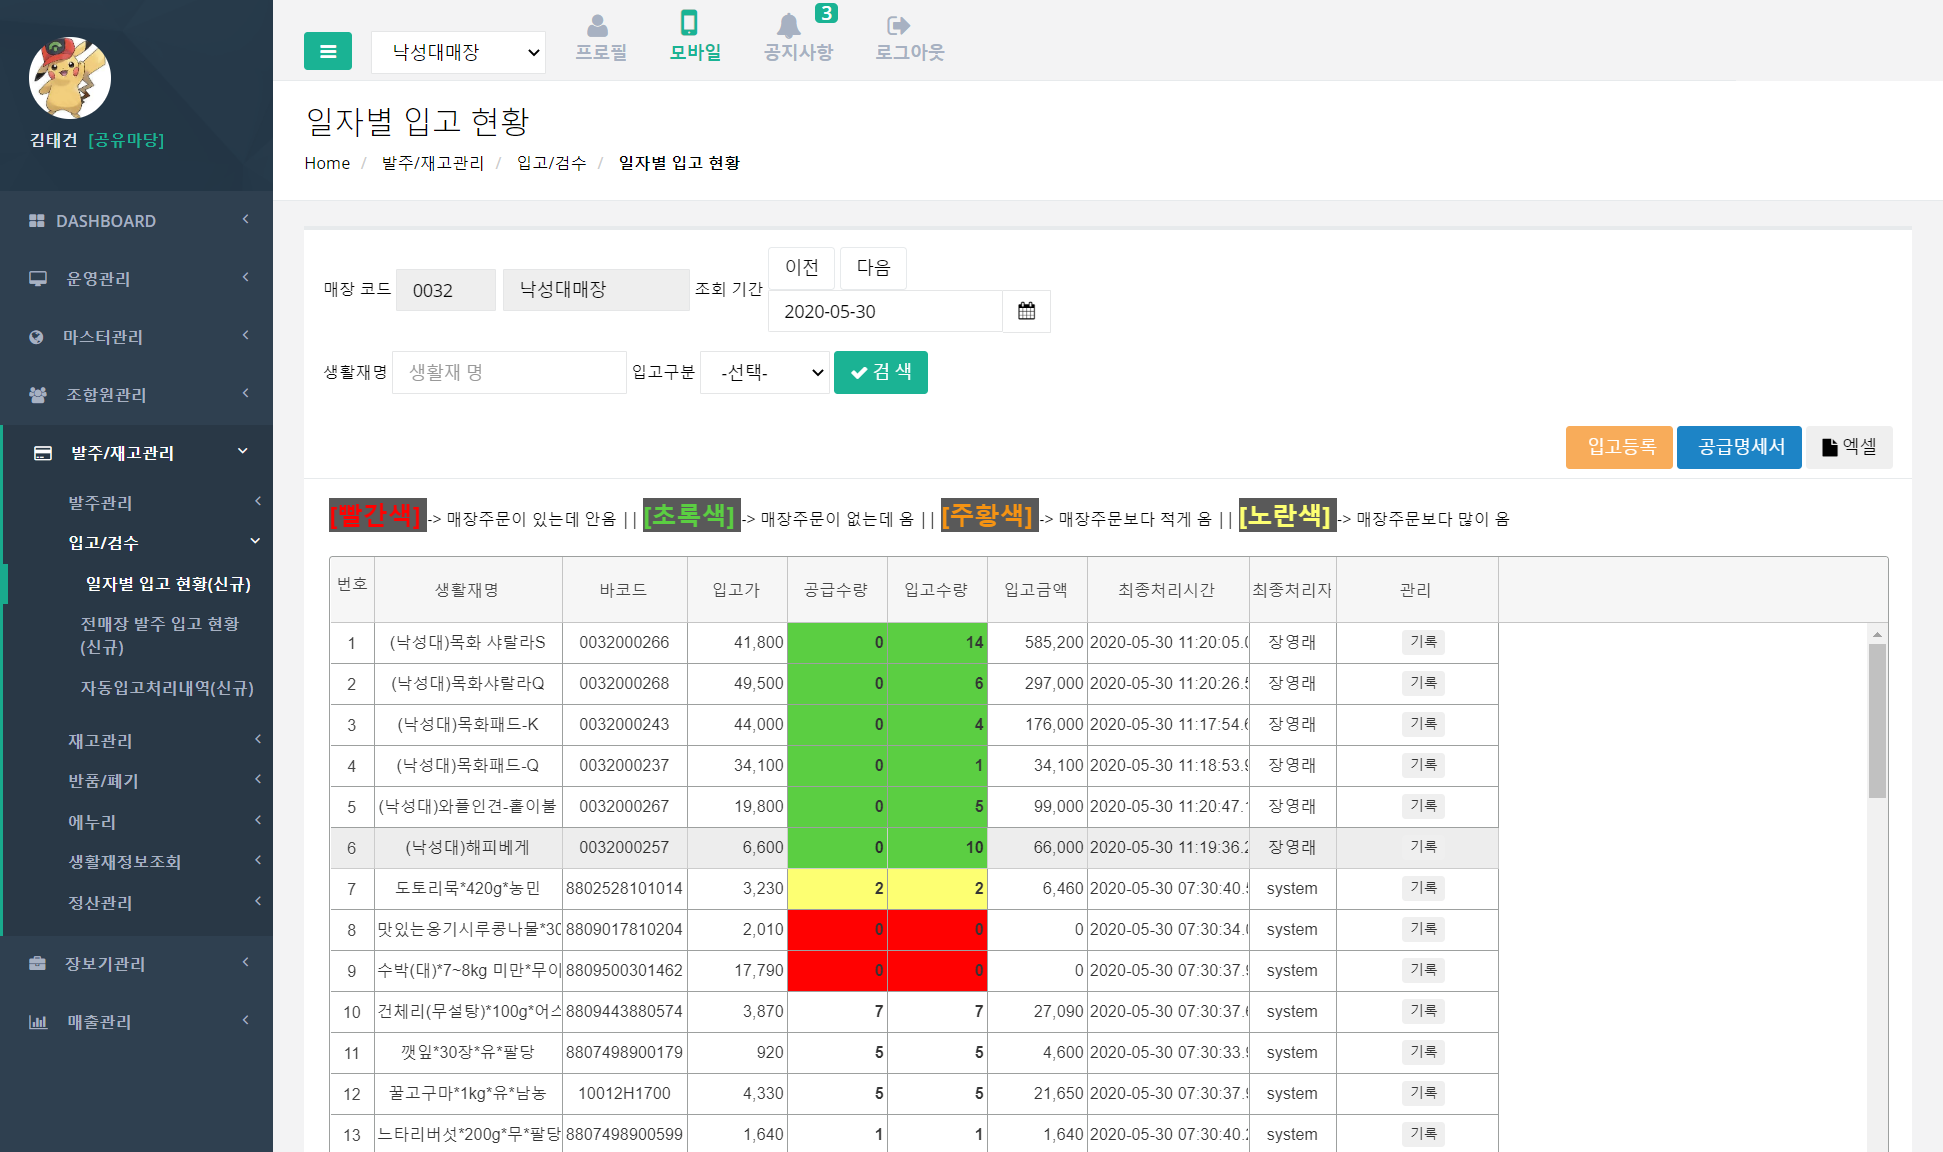 김태건 [공유마당]
DASHBOARD
운영관리
마스터관리
조합원관리
발주/재고관리
발주관리
입고/검수
일자별 입고 현황(신규)
전매장 발주 입고 현황
(신규)
자동입고처리내역(신규)
재고관리
반품/폐기
에누리
생활재정보조회
정산관리
장보기관리
매출관리
낙성대매장
프로필
모바일
3
공지사항
로그아웃
일자별 입고 현황
Home / 발주/재고관리 / 입고/검수 / 일자별 입고 현황
이전 다음
매장 코드 0032 낙성대매장 조회 기간
2020-05-30
생활재명 생활재 명 입고구분 -선택- 검 색
입고등록 공급명세서 엑셀
[빨간색] -> 매장주문이 있는데 안옴 || [초록색] -> 매장주문이 없는데 옴 || [주황색] -> 매장주문보다 적게 옴 || [노란색] -> 매장주문보다 많이 옴
번호 생활재명 바코드 입고가 공급수량 입고수량 입고금액 최종처리시간 최종처리자 관리
1 (낙성대)목화 샤랄라S 0032000266 41,800 0 14 585,200 2020-05-30 11:20:05.0 장영래 기록
2 (낙성대)목화샤랄라Q 0032000268 49,500 0 6 297,000 2020-05-30 11:20:26.5 장영래 기록
3 (낙성대)목화패드-K 0032000243 44,000 0 4 176,000 2020-05-30 11:17:54.6 장영래 기록
4 (낙성대)목화패드-Q 0032000237 34,100 0 1 34,100 2020-05-30 11:18:53.9 장영래 기록
5 (낙성대)와플인견-홑이불 0032000267 19,800 0 5 99,000 2020-05-30 11:20:47. 장영래 기록
6 (낙성대)해피베게 0032000257 6,600 0 10 66,000 2020-05-30 11:19:36.2 장영래 기록
7 도토리묵*420g*농민 8802528101014 3,230 2 2 6,460 2020-05-30 07:30:40.5 system 기록
8 맛있는옹기시루콩나물*30 8809017810204 2,010 0 0 0 2020-05-30 07:30:34.0 system 기록
9 수박(대)*7~8kg 미만*무이 8809500301462 17,790 0 0 0 2020-05-30 07:30:37.9 system 기록
10 건체리(무설탕)*100g*어스 8809443880574 3,870 7 7 27,090 2020-05-30 07:30:37.6 system 기록
11 깻잎*30장*유*팔당 8807498900179 920 5 5 4,600 2020-05-30 07:30:33.9 system 기록
12 꿀고구마*1kg*유*남농 10012H1700 4,330 5 5 21,650 2020-05-30 07:30:37.9 system 기록
13 느타리버섯*200g*무*팔당 8807498900599 1,640 1 1 1,640 2020-05-30 07:30:40.2 system 기록